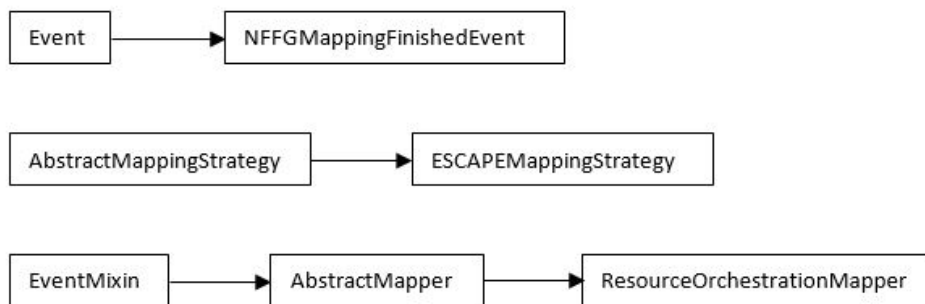 Event
NFFGMappingFinishedEvent
AbstractMappingStrategy
ESCAPEMappingStrategy
EventMixin
AbstractMapper
ResourceOrchestrationMapper